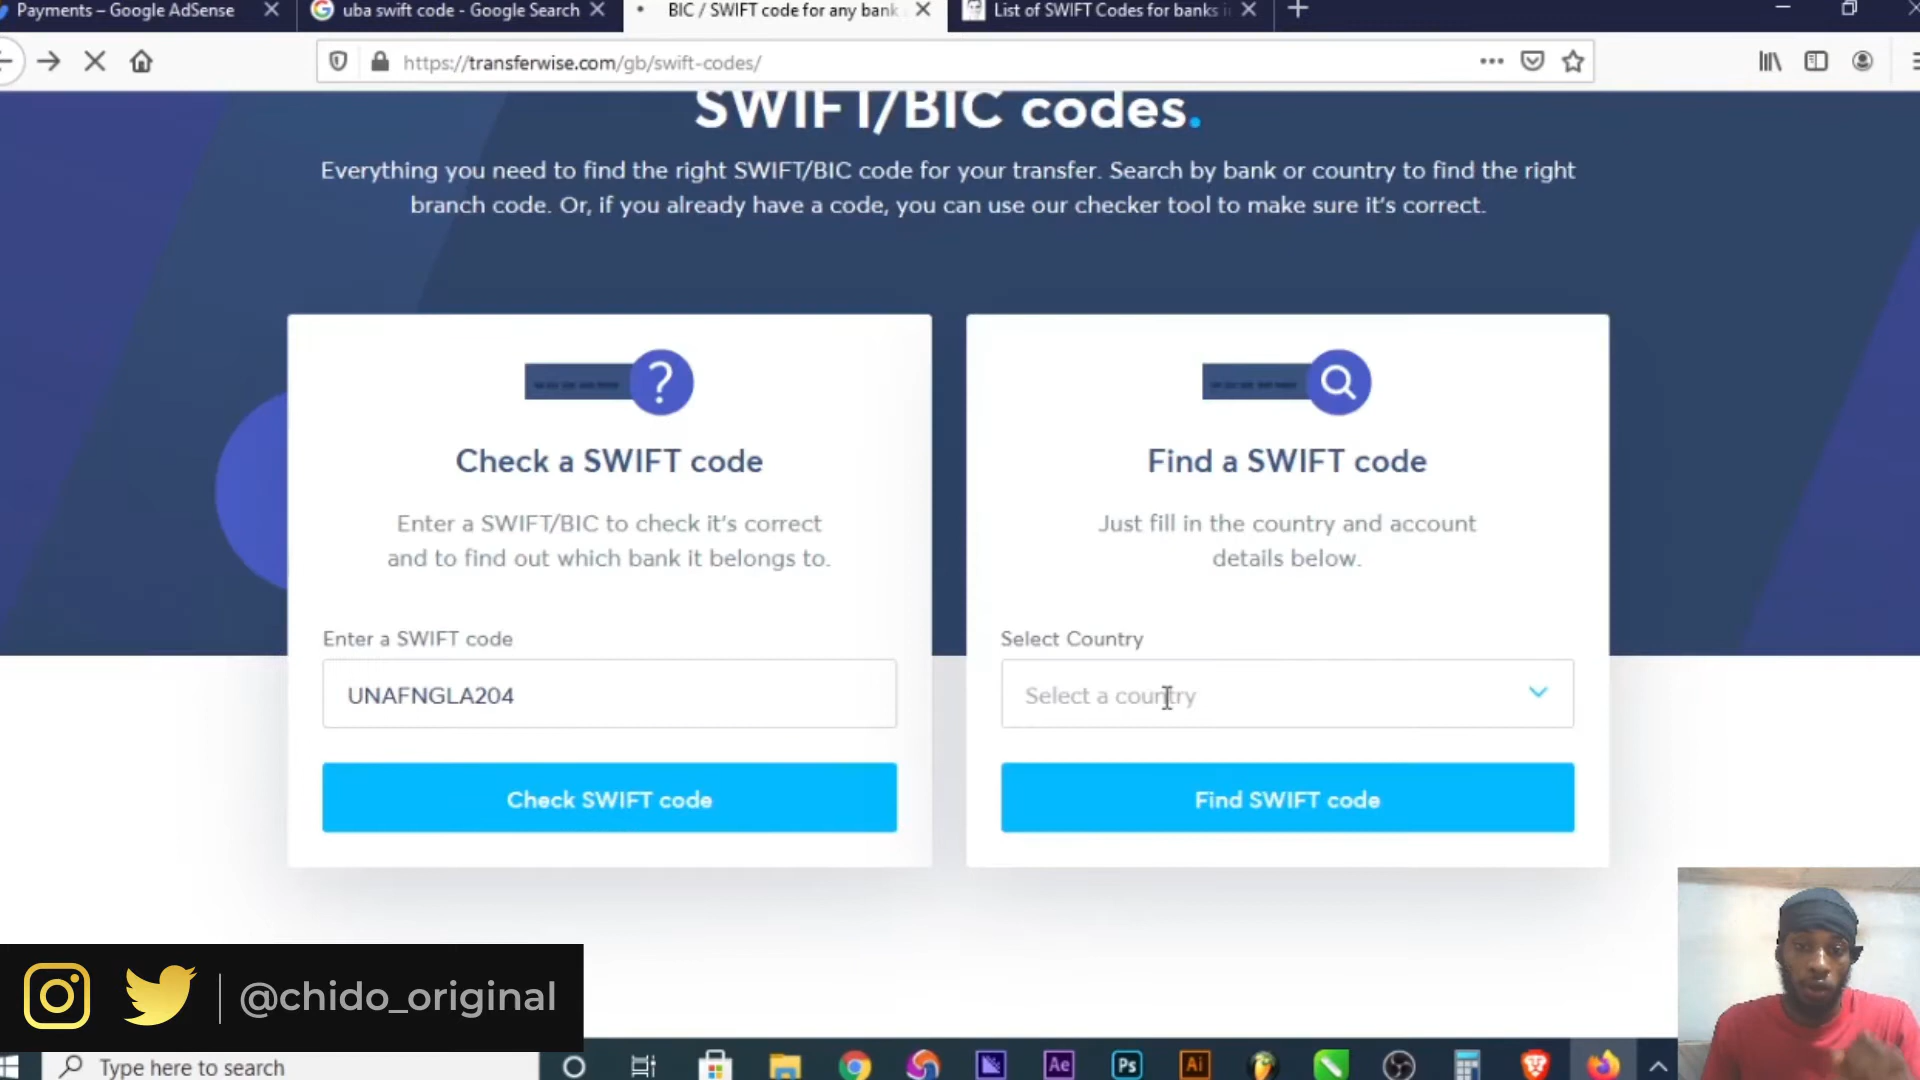 Payments – Google AdSense
uba swift code - Google Search
BIC / SWIFT code for any bank
List of SWIFT Codes for banks i
https://transferwise.com/gb/swift-codes/
SWIFT/BIC codes.
Everything you need to find the right SWIFT/BIC code for your transfer. Search by bank or country to find the right
branch code. Or, if you already have a code, you can use our checker tool to make sure it's correct.
?
Check a SWIFT code
Enter a SWIFT/BIC to check it's correct
and to find out which bank it belongs to.
Enter a SWIFT code
UNAFNGLA204
Check SWIFT code
Find a SWIFT code
Just fill in the country and account
details below.
Select Country
Select a country
Find SWIFT code
@chido_original
Type here to search
Ae
Ps
Ai